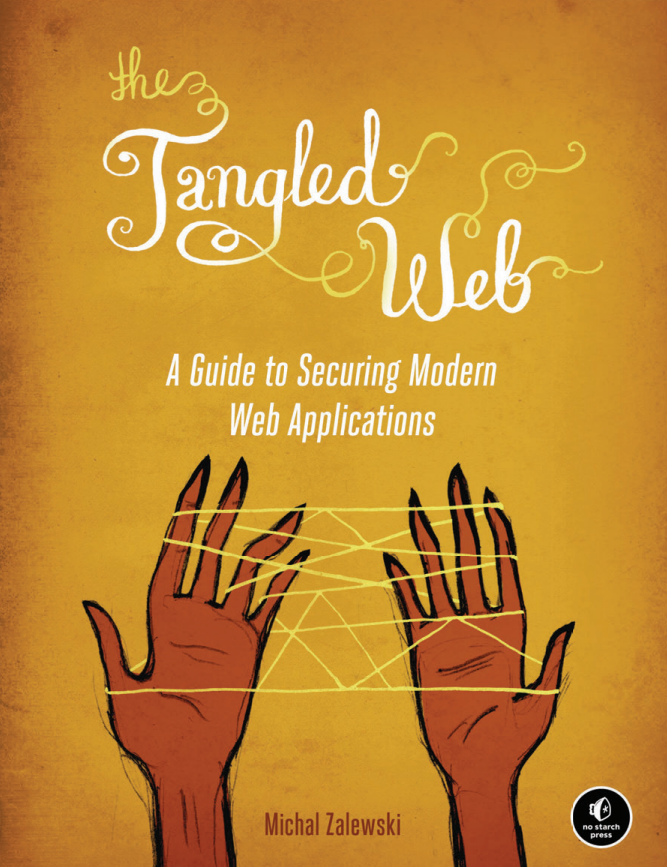 the
Tangled
Web
A Guide to Securing Modern
Web Applications
Michal Zalewski
no starch
press